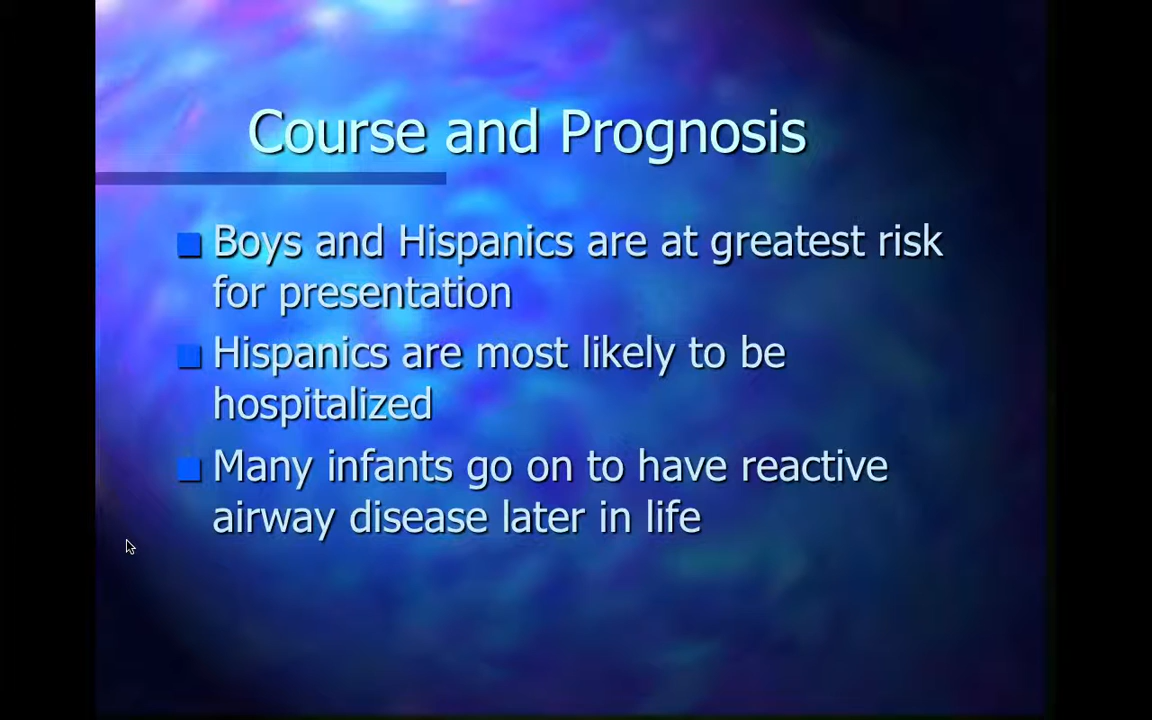 Course and Prognosis
Boys and Hispanics are at greatest risk
for presentation
Hispanics are most likely to be
hospitalized
Many infants go on to have reactive
airway disease later in life